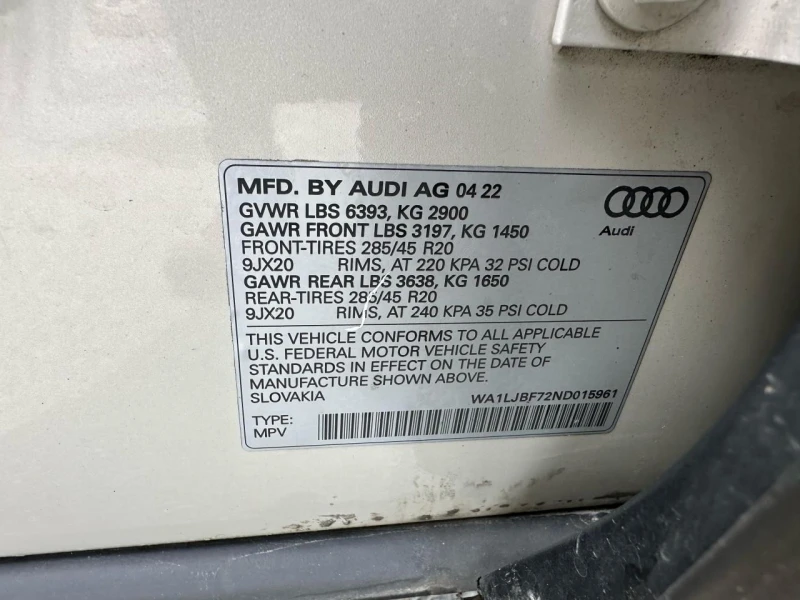 MFD. BY AUDI AG 04 22
GVWR LBS 6393, KG 2900
GAWR FRONT LBS 3197, KG 1450
FRONT-TIRES 285/45 R20
9JX20 RIMS, AT 220 KPA 32 PSI COLD
GAWR REAR LBS 3638, KG 1650
REAR-TIRES 285/45 R20
9JX20 RIMS, AT 240 KPA 35 PSI COLD
Audi
THIS VEHICLE CONFORMS TO ALL APPLICABLE
U.S. FEDERAL MOTOR VEHICLE SAFETY
STANDARDS IN EFFECT ON THE DATE OF
MANUFACTURE SHOWN ABOVE.
SLOVAKIA WA1LJBF72ND015961
TYPE:
MPV